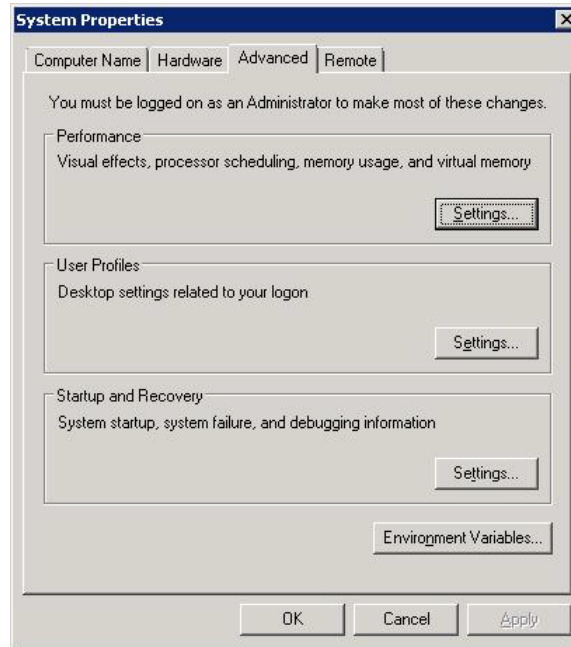 System Properties
Computer Name Hardware Advanced Remote
You must be logged on as an Administrator to make most of these changes.
Performance
Visual effects, processor scheduling, memory usage, and virtual memory
Settings...
User Profiles
Desktop settings related to your logon
Settings...
Startup and Recovery
System startup, system failure, and debugging information
Settings...
Environment Variables...
OK Cancel Apply